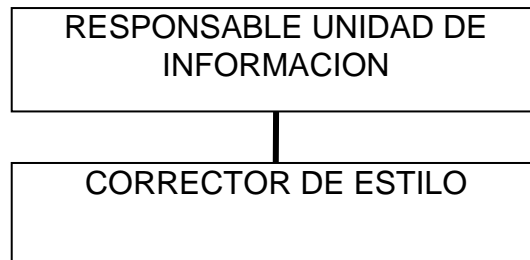 RESPONSABLE UNIDAD DE
INFORMACION
CORRECTOR DE ESTILO